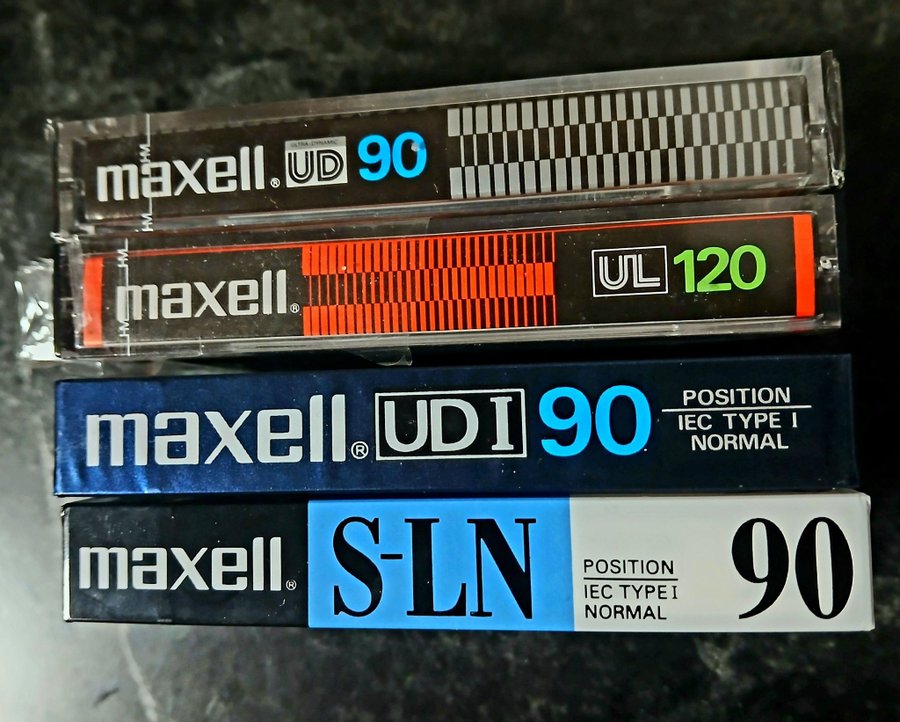 maxell® ULTRA-DYNAMIC UD 90
maxell® UL 120
maxell® UD I 90 POSITION
IEC TYPE I
NORMAL
maxell® S-LN 90
POSITION
IEC TYPE I
NORMAL